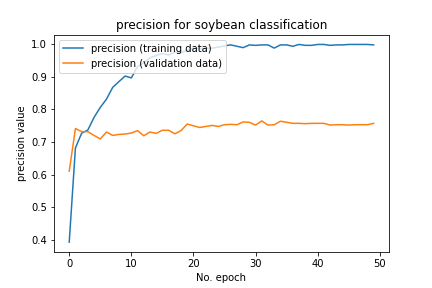 precision for soybean classification
1.0
0.9
0.8
0.7
0.6
0.5
0.4
precision value
precision (training data)
precision (validation data)
0
10
20
30
40
50
No. epoch